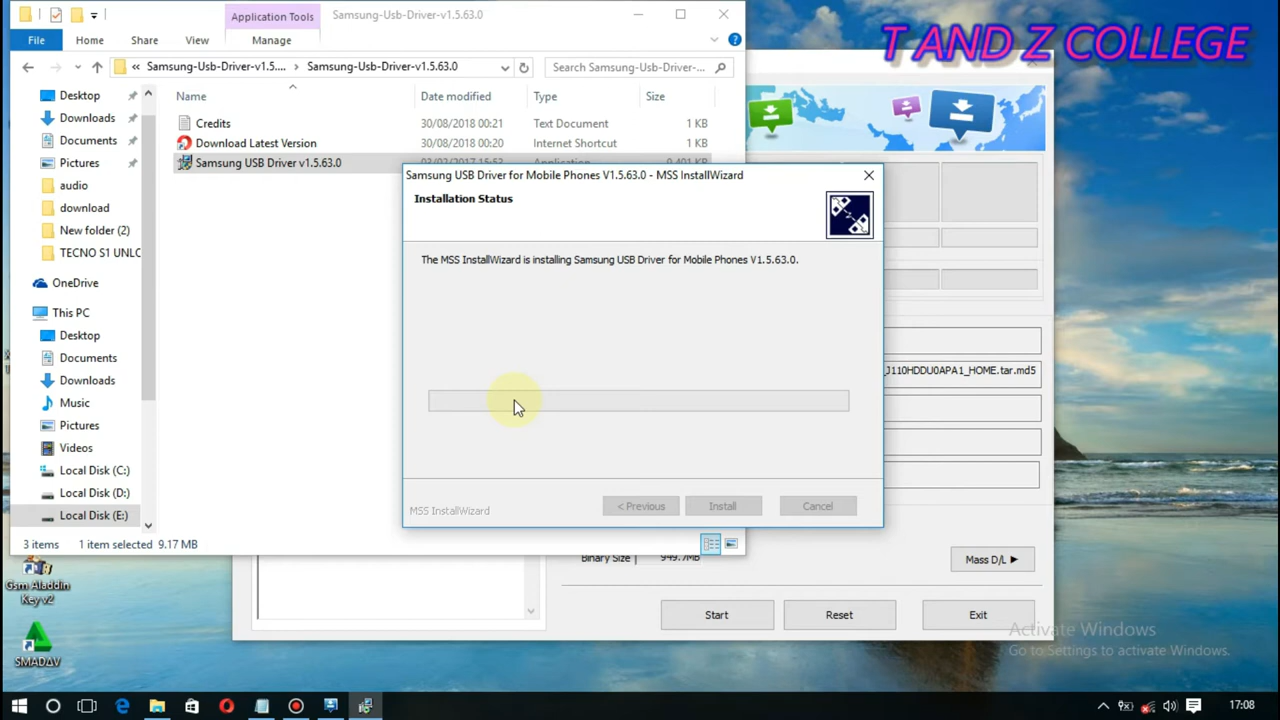 Application Tools
Samsung-Usb-Driver-v1.5.63.0
T AND Z COLLEGE
File
Home
Share
View
Manage
« Samsung-Usb-Driver-v1.5....
Samsung-Usb-Driver-v1.5.63.0
Search Samsung-Usb-Driver-...
Desktop
Downloads
Documents
Pictures
audio
download
New folder (2)
TECNO S1 UNLC
OneDrive
This PC
Desktop
Documents
Downloads
Music
Pictures
Videos
Local Disk (C:)
Local Disk (D:)
Local Disk (E:)
Name
Date modified
Type
Size
Credits
30/08/2018 00:21
Text Document
1 KB
Download Latest Version
30/08/2018 00:20
Internet Shortcut
1 KB
Samsung USB Driver v1.5.63.0
Samsung USB Driver for Mobile Phones V1.5.63.0 - MSS InstallWizard
Installation Status
The MSS InstallWizard is installing Samsung USB Driver for Mobile Phones V1.5.63.0.
MSS InstallWizard
< Previous
Install
Cancel
_J110HDDU0APA1_HOME.tar.md5
3 items
1 item selected 9.17 MB
Binary Size
949.7MB
Mass D/L ►
Start
Reset
Exit
Gsm Aladdin
Key v2
SMADAV
Activate Windows
Go to Settings to activate Windows.
17:08